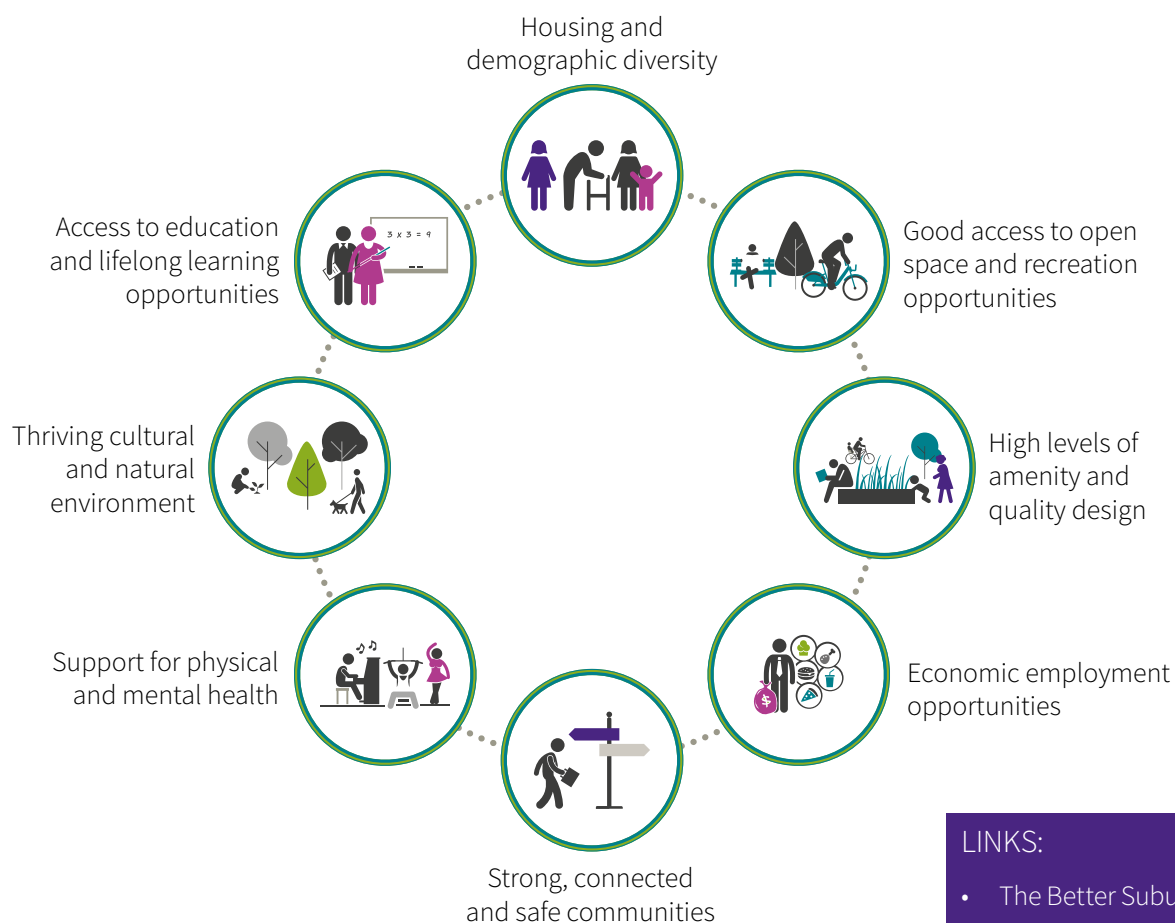 Housing and
demographic diversity
Good access to open
space and recreation
opportunities
High levels of
amenity and
quality design
Economic employment
opportunities
Strong, connected
and safe communities
Support for physical
and mental health
Thriving cultural
and natural
environment
Access to education
and lifelong learning
opportunities
3 x 3 = 9
$
LINKS:
• The Better